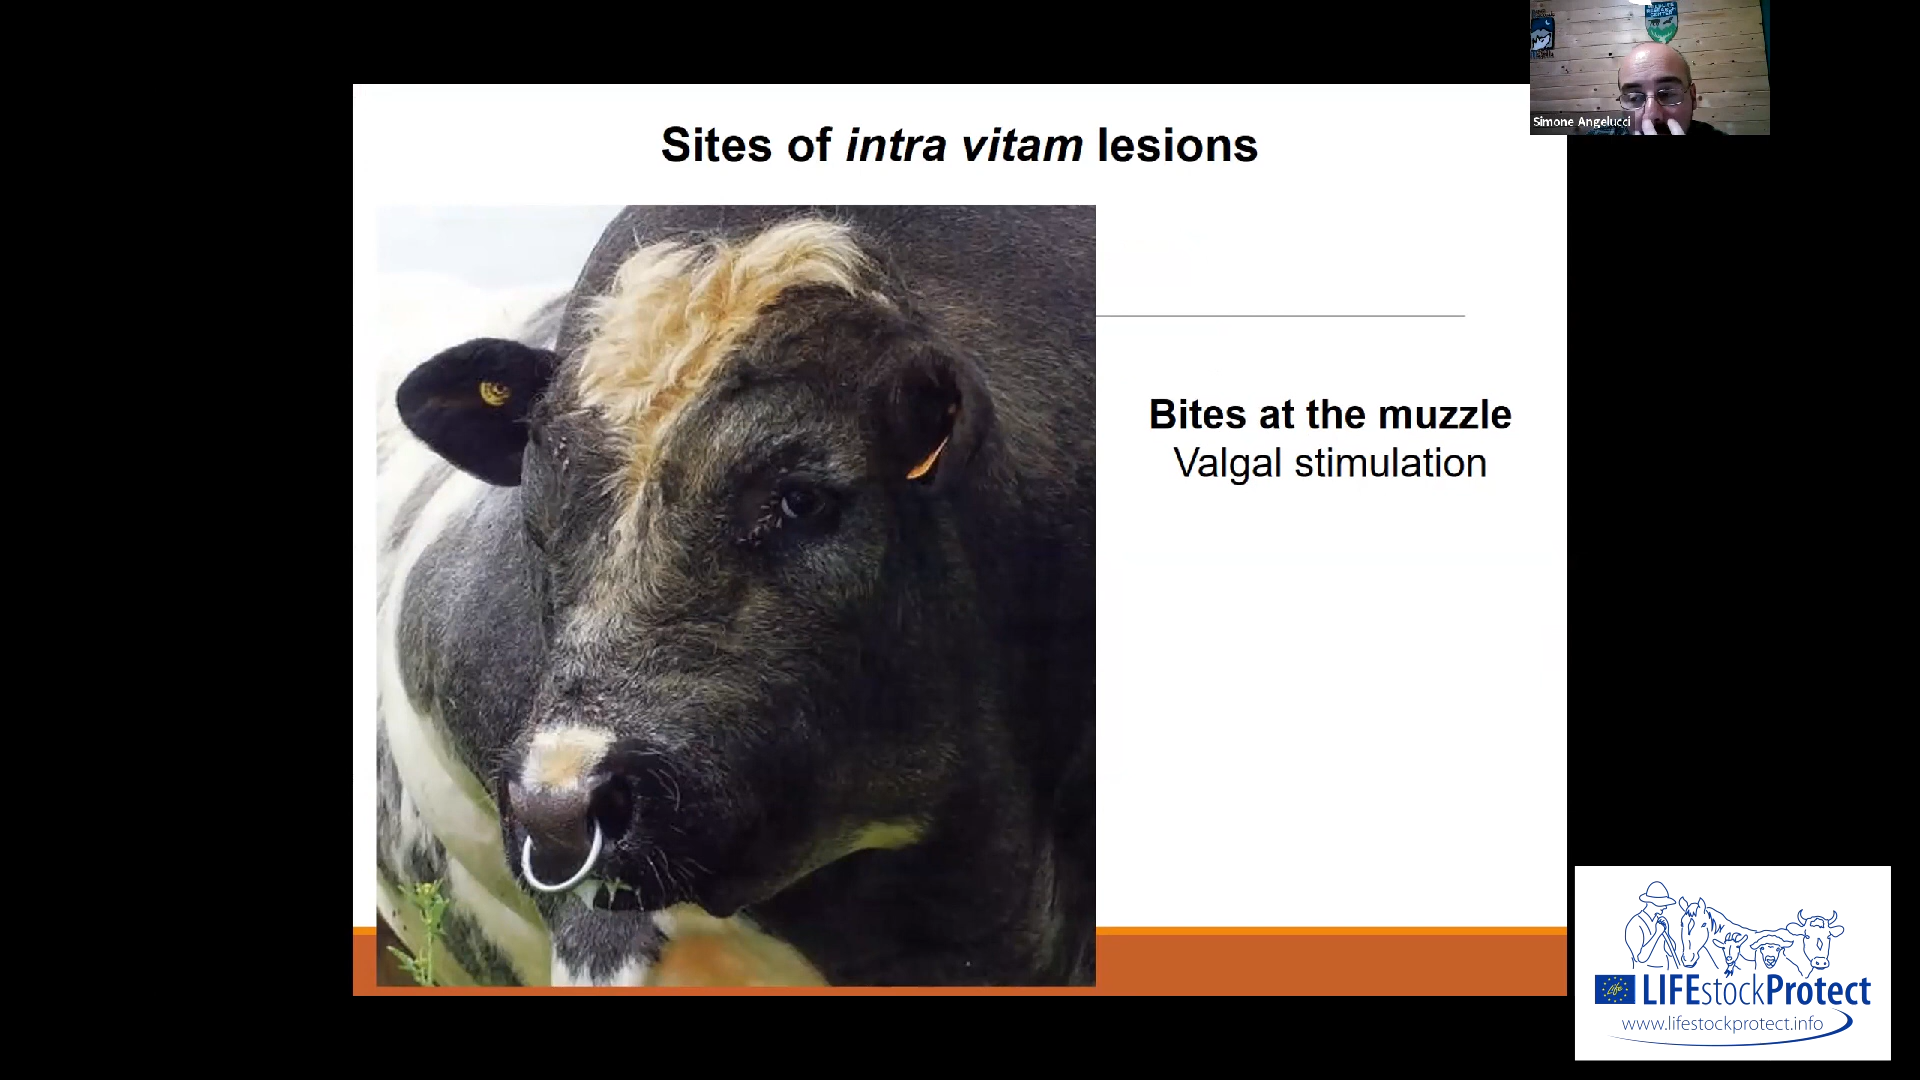 Sites of intra vitam lesions
Bites at the muzzle
Valgal stimulation
Simone Angelucci
LIFEstockProtect
www.lifestockprotect.info